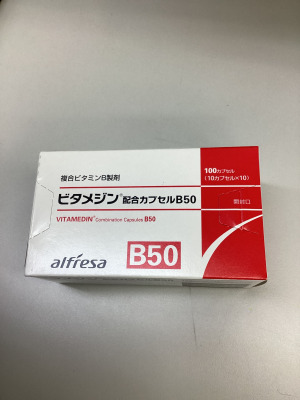 複合ビタミンB製剤
ビタメジン®配合カプセルB50
VITAMEDIN® Combination Capsules B50
100カプセル
(10カプセル×10)
開封口
alfresa
B50